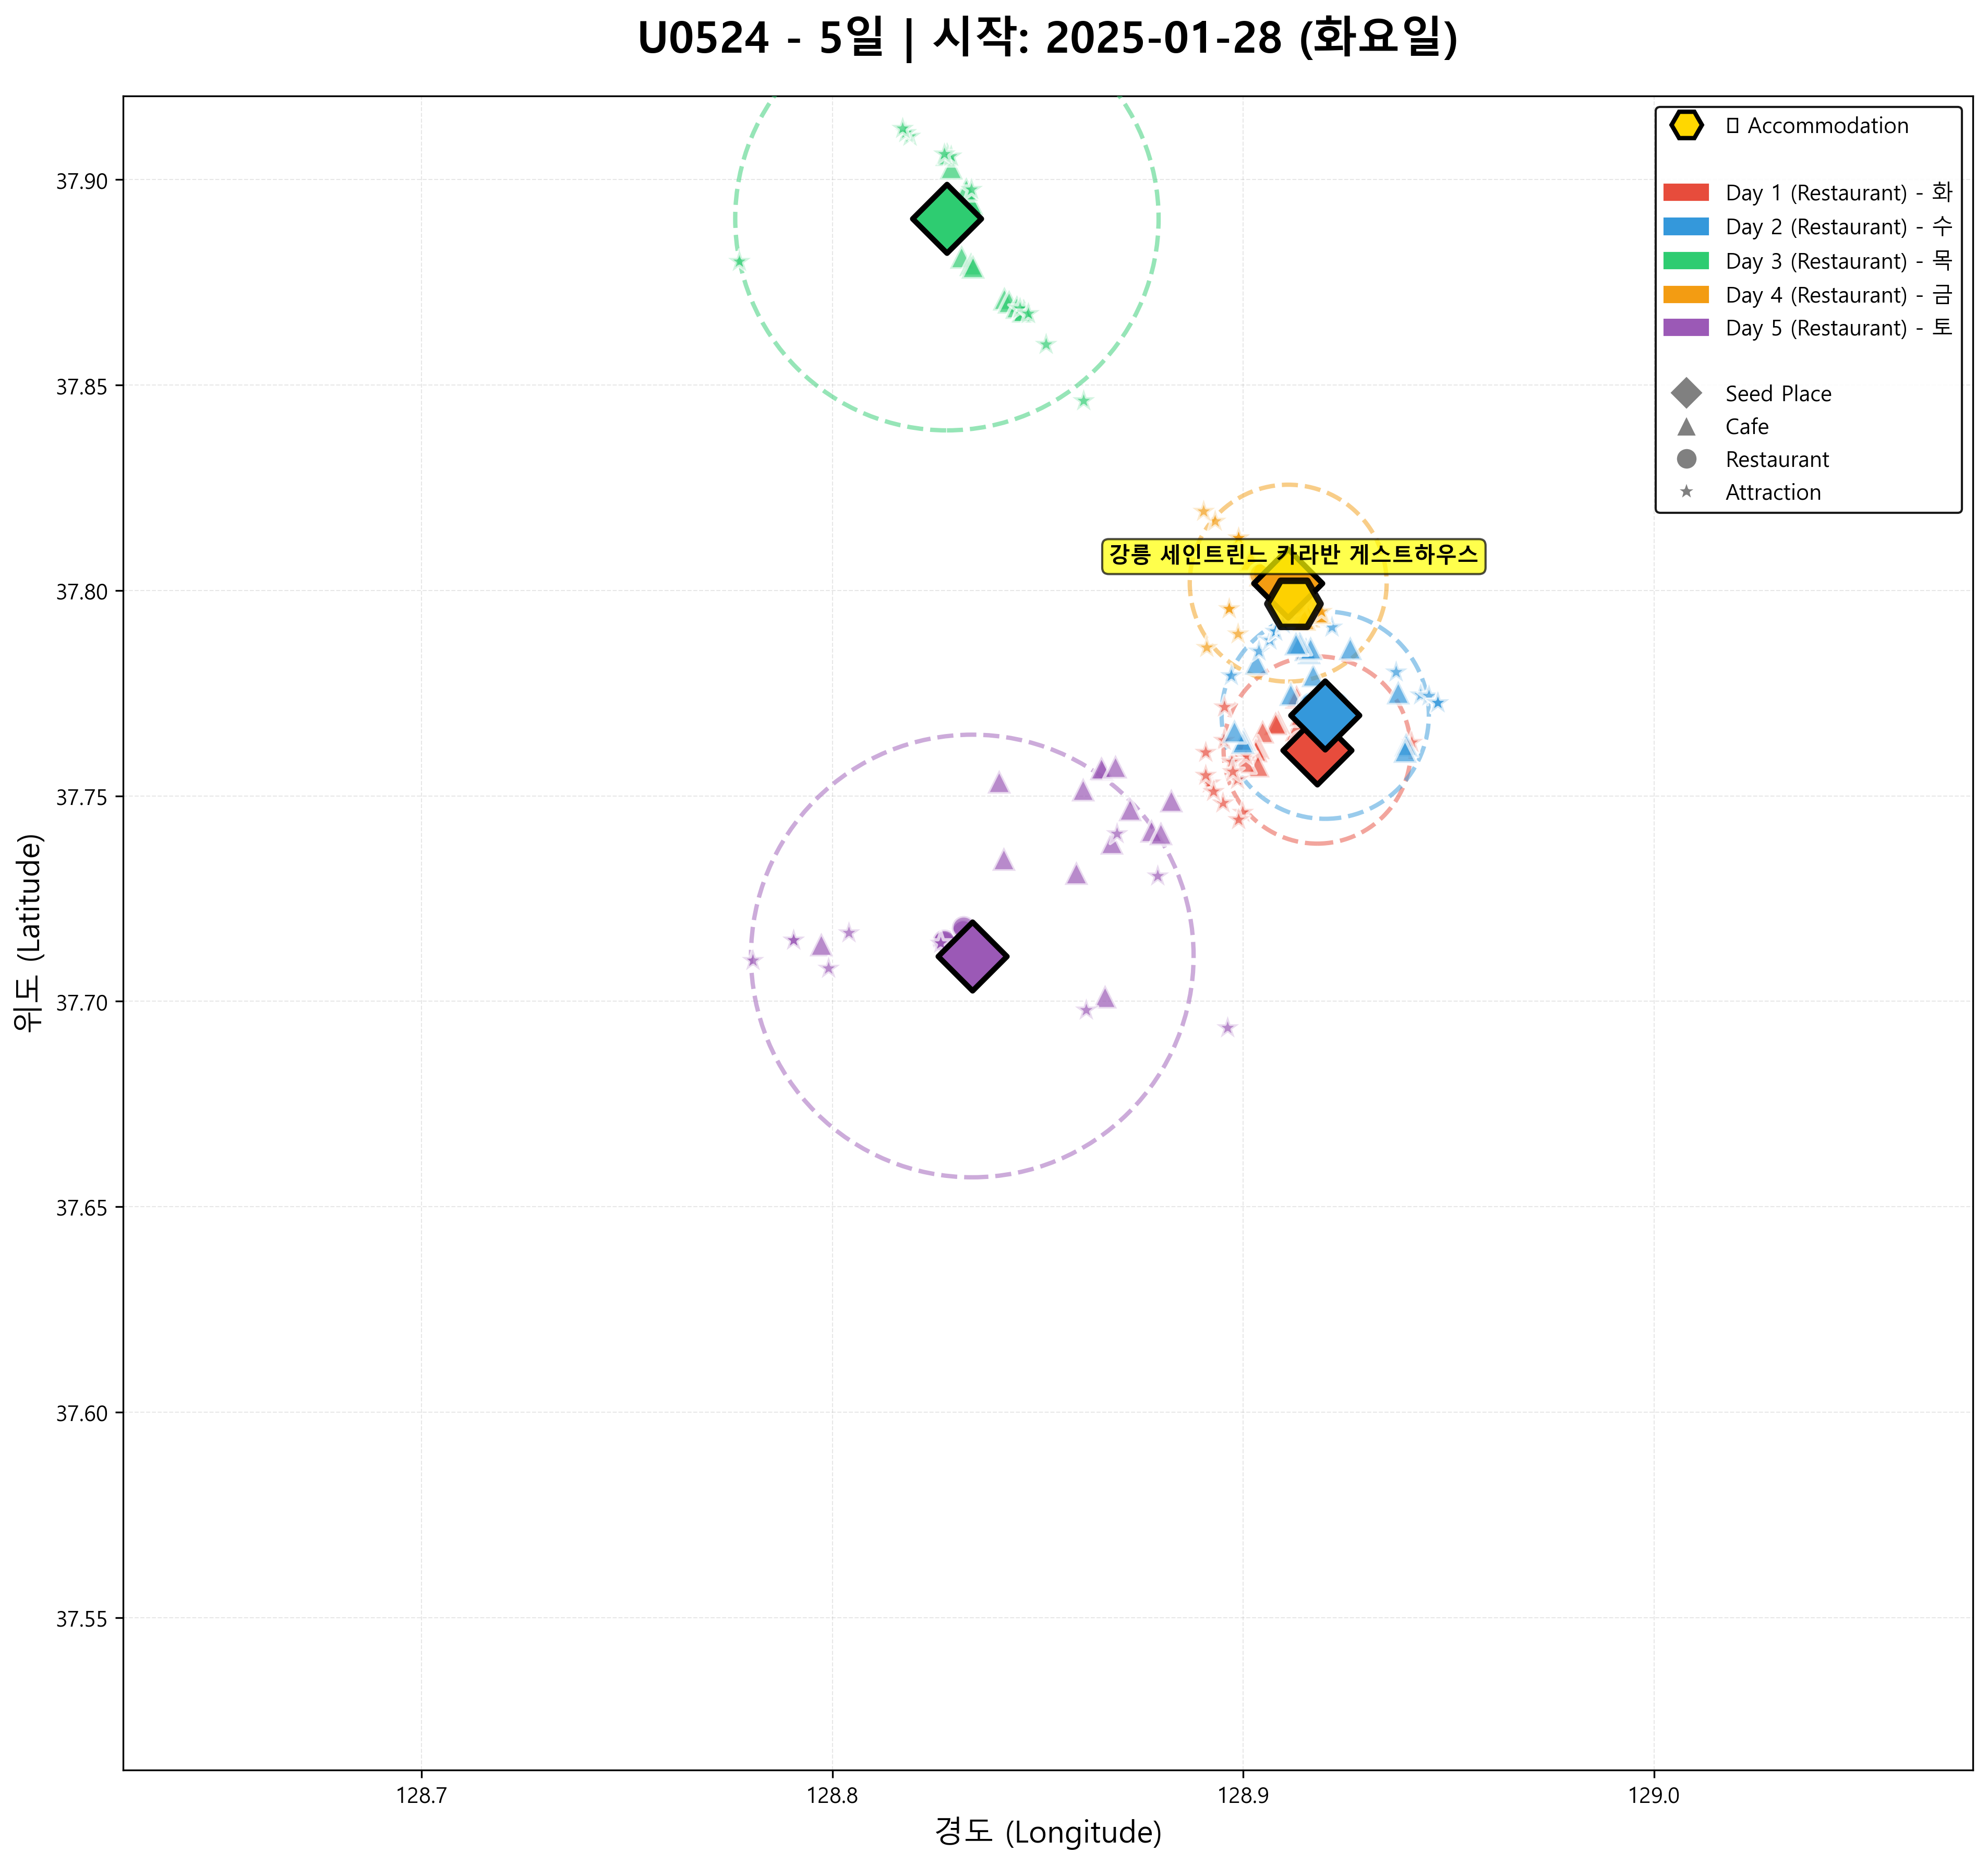 U0524 - 5일 | 시작: 2025-01-28 (화요일)
Accommodation
Day 1 (Restaurant) - 화
Day 2 (Restaurant) - 수
Day 3 (Restaurant) - 목
Day 4 (Restaurant) - 금
Day 5 (Restaurant) - 토
Seed Place
Cafe
Restaurant
Attraction
강릉 세인트린느 카라반 게스트하우스
위도 (Latitude)
37.90
37.85
37.80
37.75
37.70
37.65
37.60
37.55
128.7
128.8
128.9
129.0
경도 (Longitude)